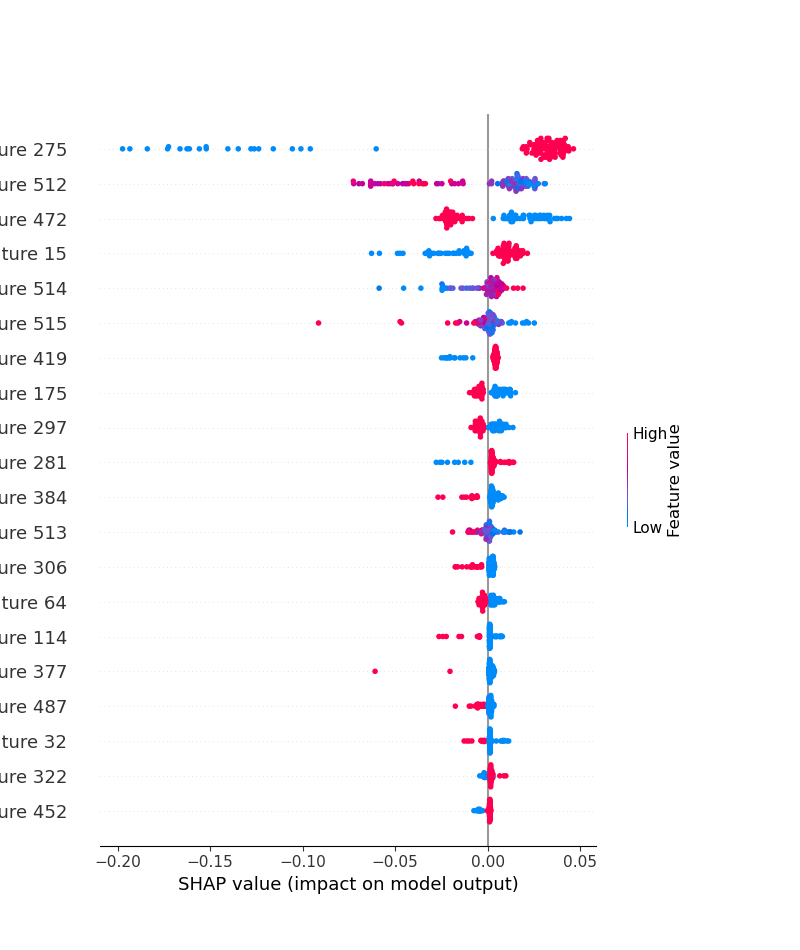 ure 275
ure 512
ure 472
ture 15
ure 514
ure 515
ure 419
ure 175
ure 297
ure 281
ure 384
ure 513
ure 306
ture 64
ure 114
ure 377
ure 487
ture 32
ure 322
ure 452
−0.20 −0.15 −0.10 −0.05 0.00 0.05
SHAP value (impact on model output)
High
Low
Feature value